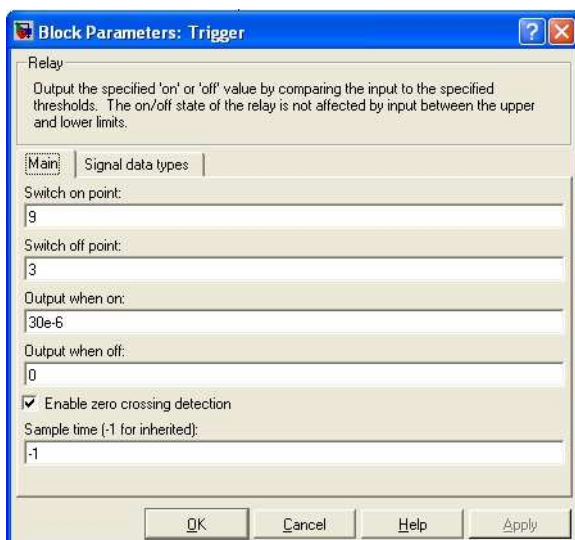 Block Parameters: Trigger
Relay
Output the specified 'on' or 'off' value by comparing the input to the specified
thresholds. The on/off state of the relay is not affected by input between the upper
and lower limits.
Main
Signal data types
Switch on point:
9
Switch off point:
3
Output when on:
30e-6
Output when off:
0
Enable zero crossing detection
Sample time (-1 for inherited):
-1
OK
Cancel
Help
Apply